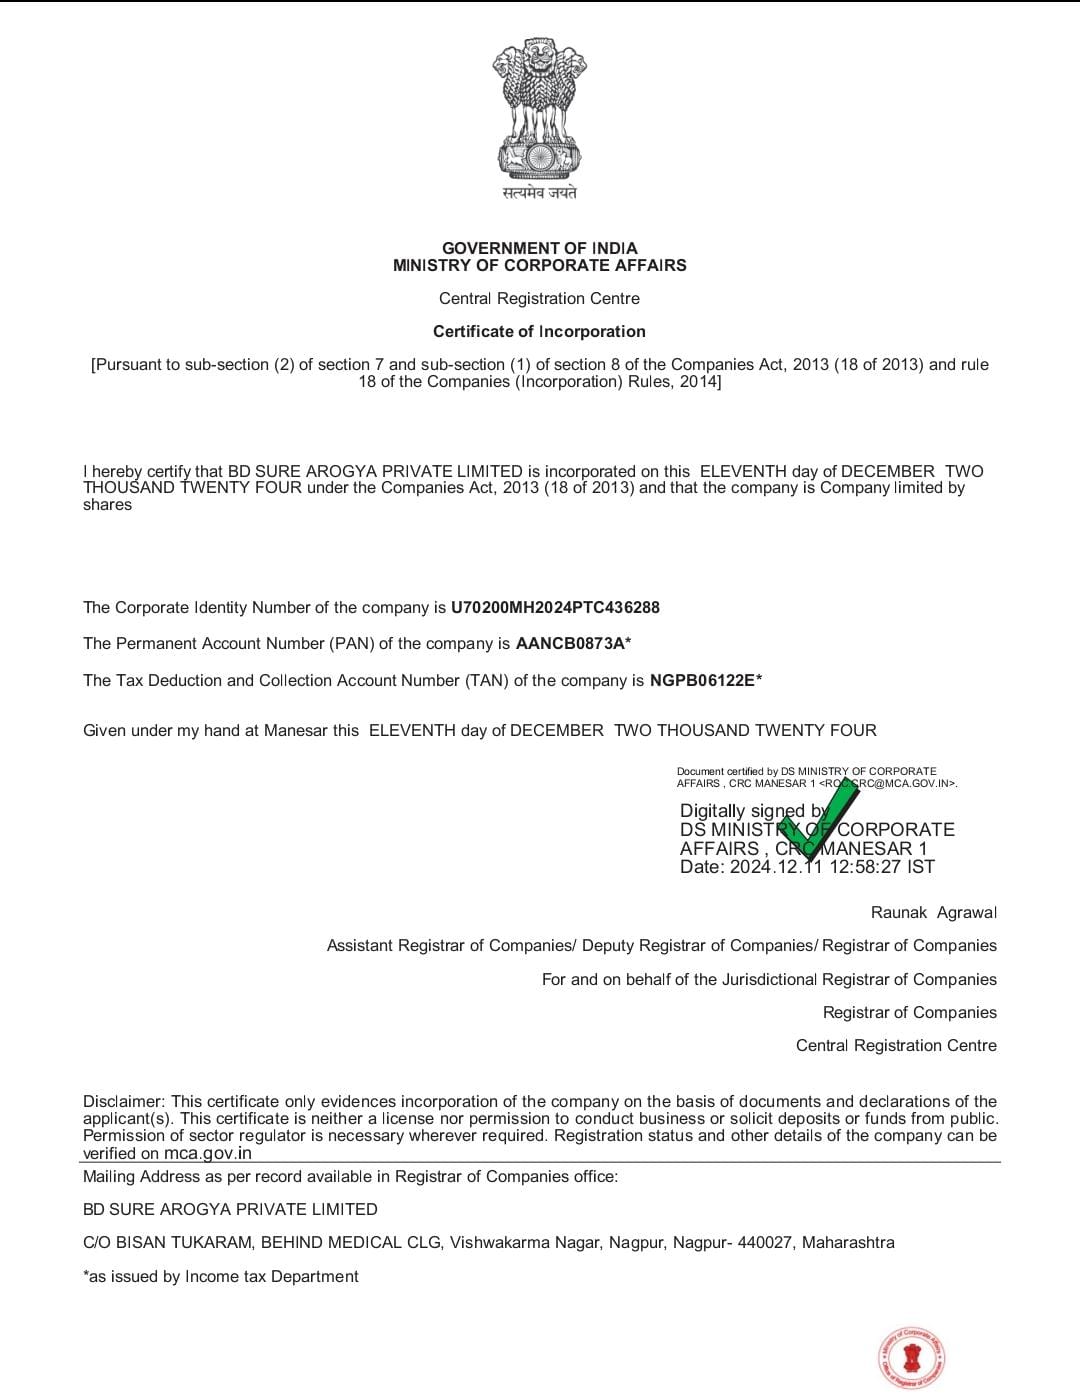 सत्यमेव जयते
GOVERNMENT OF INDIA
MINISTRY OF CORPORATE AFFAIRS
Central Registration Centre
Certificate of Incorporation
[Pursuant to sub-section (2) of section 7 and sub-section (1) of section 8 of the Companies Act, 2013 (18 of 2013) and rule
18 of the Companies (Incorporation) Rules, 2014]
I hereby certify that BD SURE AROGYA PRIVATE LIMITED is incorporated on this ELEVENTH day of DECEMBER TWO
THOUSAND TWENTY FOUR under the Companies Act, 2013 (18 of 2013) and that the company is Company limited by
shares
The Corporate Identity Number of the company is U70200MH2024PTC436288
The Permanent Account Number (PAN) of the company is AANCB0873A*
The Tax Deduction and Collection Account Number (TAN) of the company is NGPB06122E*
Given under my hand at Manesar this ELEVENTH day of DECEMBER TWO THOUSAND TWENTY FOUR
Document certified by DS MINISTRY OF CORPORATE
AFFAIRS , CRC MANESAR 1 <ROC.CRC@MCA.GOV.IN>.
Digitally signed by
DS MINISTRY OF CORPORATE
AFFAIRS , CRC MANESAR 1
Date: 2024.12.11 12:58:27 IST
Raunak Agrawal
Assistant Registrar of Companies/ Deputy Registrar of Companies/ Registrar of Companies
For and on behalf of the Jurisdictional Registrar of Companies
Registrar of Companies
Central Registration Centre
Disclaimer: This certificate only evidences incorporation of the company on the basis of documents and declarations of the
applicant(s). This certificate is neither a license nor permission to conduct business or solicit deposits or funds from public.
Permission of sector regulator is necessary wherever required. Registration status and other details of the company can be
verified on mca.gov.in
Mailing Address as per record available in Registrar of Companies office:
BD SURE AROGYA PRIVATE LIMITED
C/O BISAN TUKARAM, BEHIND MEDICAL CLG, Vishwakarma Nagar, Nagpur, Nagpur- 440027, Maharashtra
*as issued by Income tax Department
Ministry of Corporate Affairs
Office of Registrar of Companies